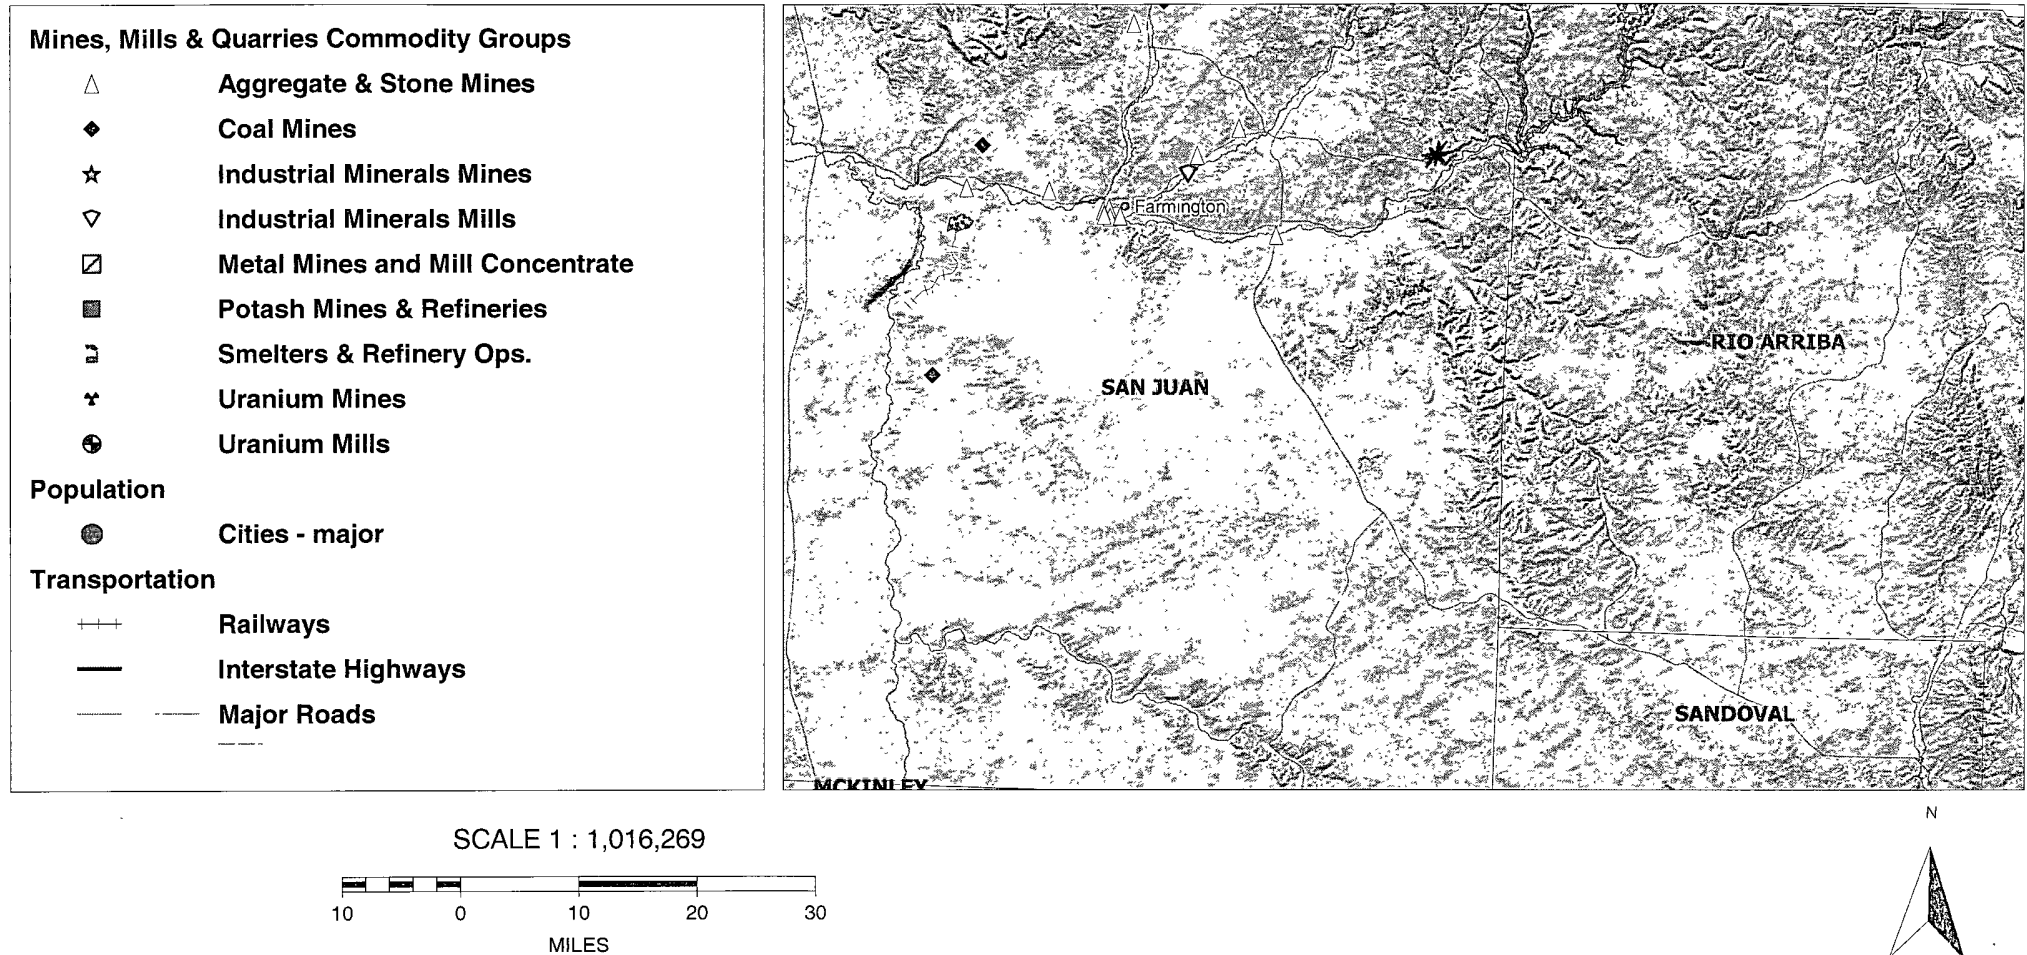 Mines, Mills & Quarries Commodity Groups
Aggregate & Stone Mines
Coal Mines
Industrial Minerals Mines
Industrial Minerals Mills
Metal Mines and Mill Concentrate
Potash Mines & Refineries
Smelters & Refinery Ops.
Uranium Mines
Uranium Mills
Population
Cities - major
Transportation
Railways
Interstate Highways
Major Roads
Farmington
RIO ARRIBA
SAN JUAN
SANDOVAL
MCKINLEY
SCALE 1 : 1,016,269
10 0 10 20 30
MILES
N